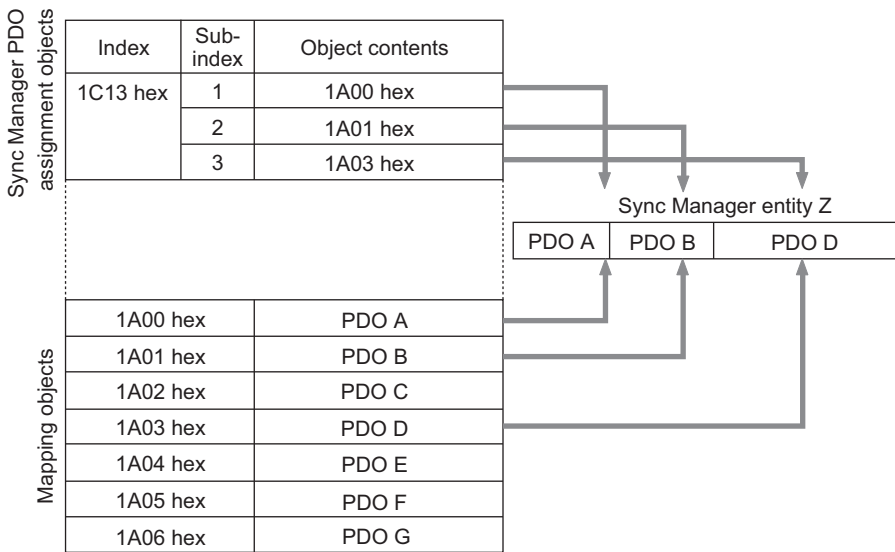 Sync Manager PDO
assignment objects
Index
Sub-
index
Object contents
1C13 hex
1
1A00 hex
2
1A01 hex
3
1A03 hex
Sync Manager entity Z
PDO A
PDO B
PDO D
Mapping objects
1A00 hex
PDO A
1A01 hex
PDO B
1A02 hex
PDO C
1A03 hex
PDO D
1A04 hex
PDO E
1A05 hex
PDO F
1A06 hex
PDO G